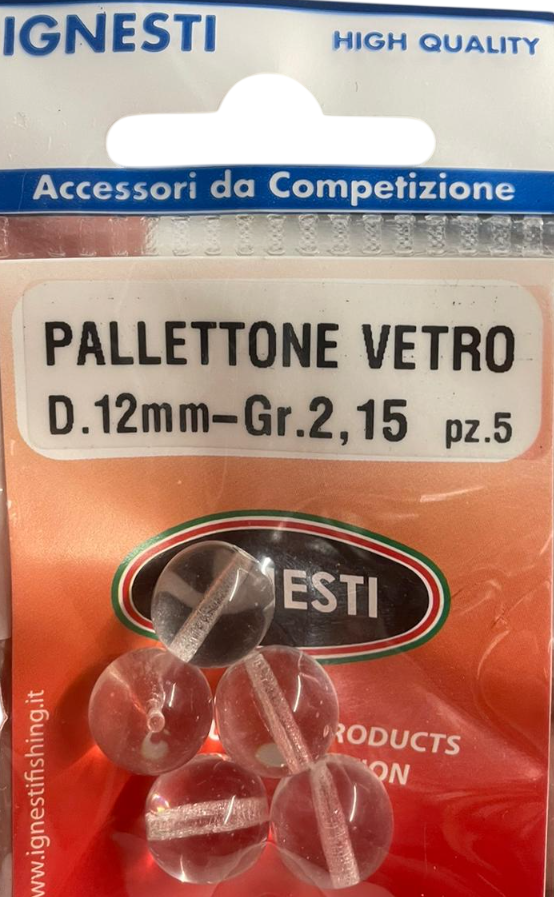 IGNESTI
HIGH QUALITY
Accessori da Competizione
PALLETTONE VETRO
D.12mm-Gr.2,15 pz.5
NESTI
RODUCTS
ON
www.ignestifishing.it